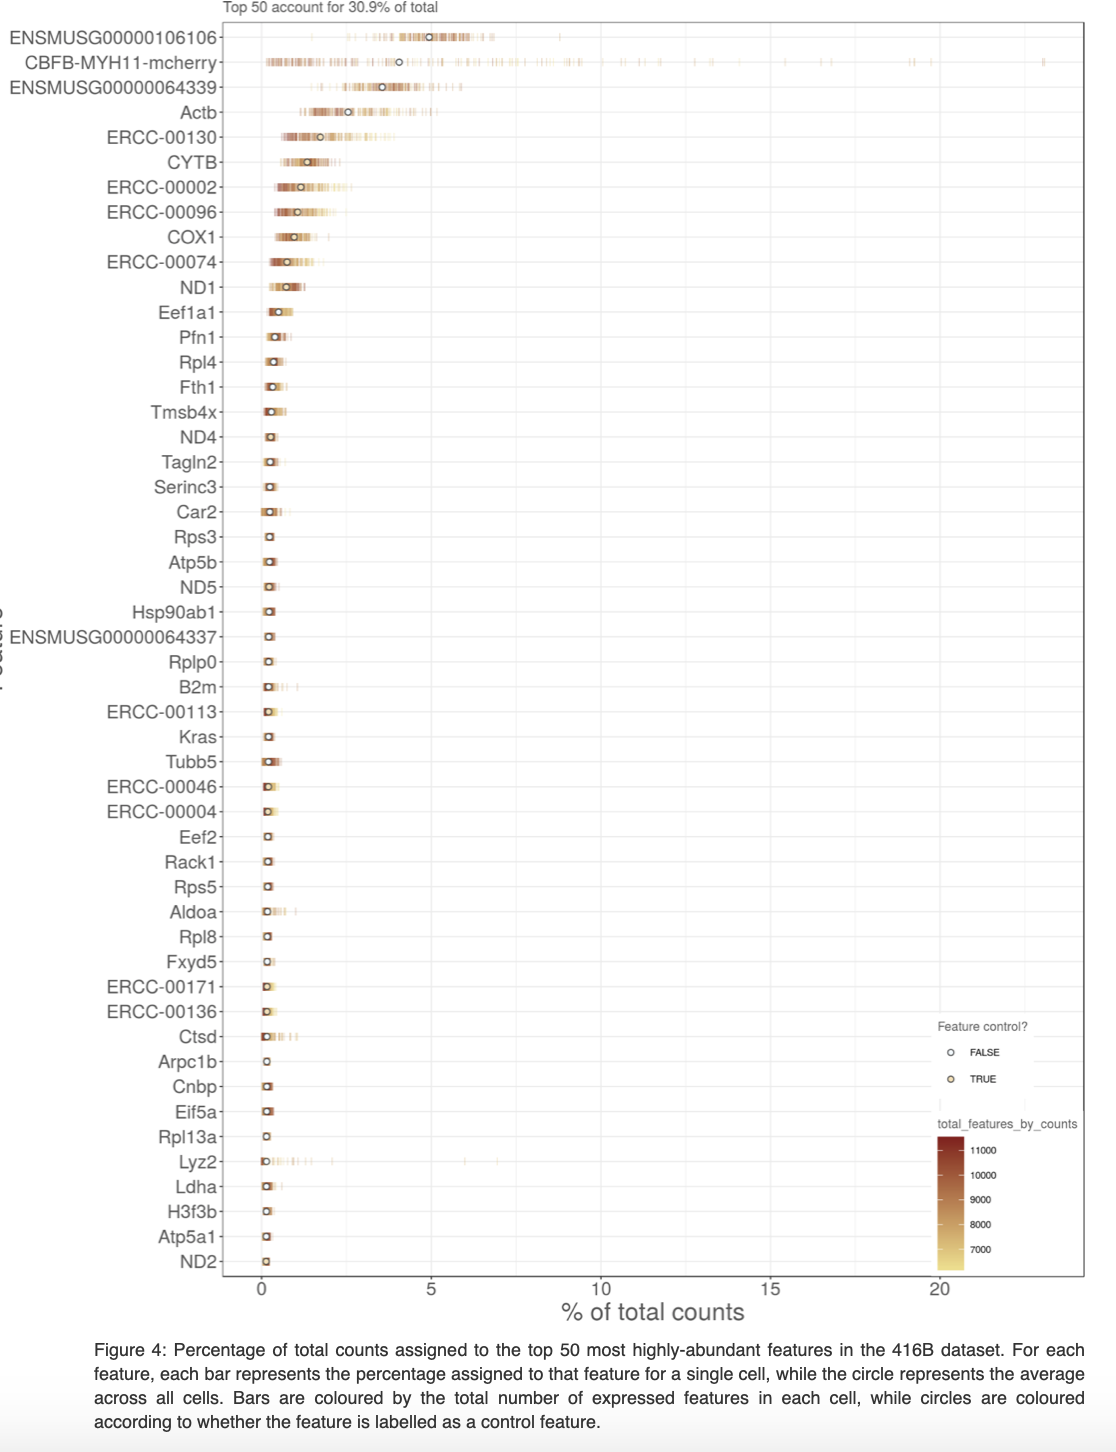 Top 50 account for 30.9% of total
ENSMUSG00000106106
CBFB-MYH11-mcherry
ENSMUSG00000064339
Actb
ERCC-00130
CYTB
ERCC-00002
ERCC-00096
COX1
ERCC-00074
ND1
Eef1a1
Pfn1
Rpl4
Fth1
Tmsb4x
ND4
Tagln2
Serinc3
Car2
Rps3
Atp5b
ND5
Hsp90ab1
ENSMUSG00000064337
Rplp0
B2m
ERCC-00113
Kras
Tubb5
ERCC-00046
ERCC-00004
Eef2
Rack1
Rps5
Aldoa
Rpl8
Fxyd5
ERCC-00171
ERCC-00136
Ctsd
Arpc1b
Cnbp
Eif5a
Rpl13a
Lyz2
Ldha
H3f3b
Atp5a1
ND2
Feature control?
FALSE
TRUE
total_features_by_counts
11000
10000
9000
8000
7000
0 5 10 15 20
% of total counts
Figure 4: Percentage of total counts assigned to the top 50 most highly-abundant features in the 416B dataset. For each
feature, each bar represents the percentage assigned to that feature for a single cell, while the circle represents the average
across all cells. Bars are coloured by the total number of expressed features in each cell, while circles are coloured
according to whether the feature is labelled as a control feature.